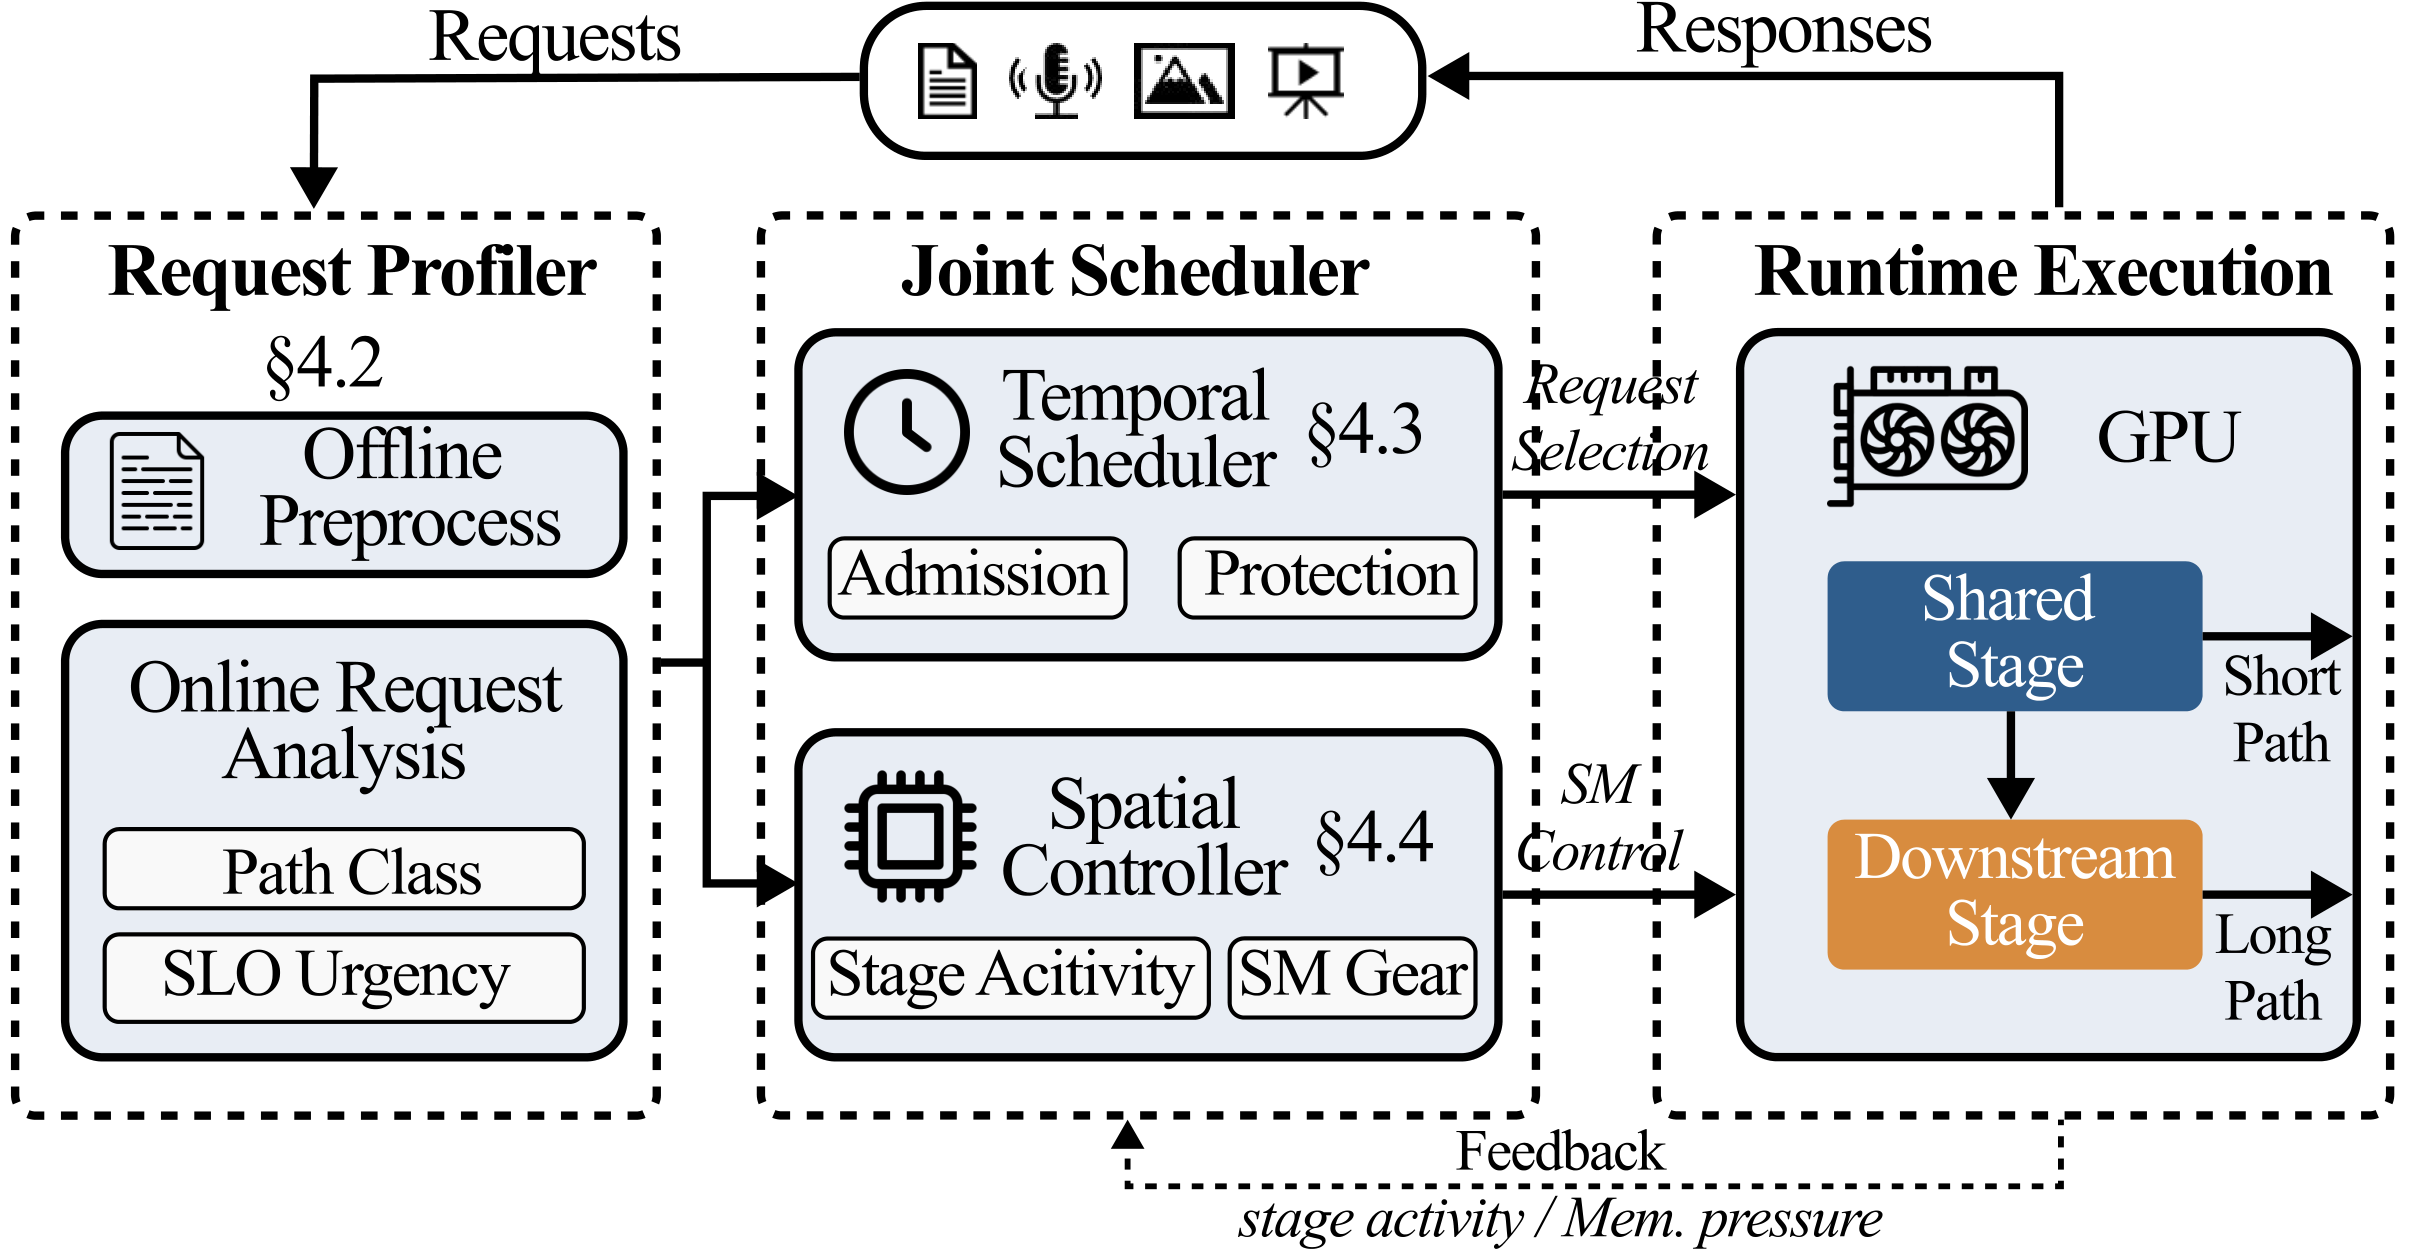 Requests
Responses
Request Profiler
§4.2
Offline
Preprocess
Online Request
Analysis
Path Class
SLO Urgency
Joint Scheduler
Temporal
Scheduler
§4.3
Admission
Protection
Spatial
Controller
§4.4
Stage Acitivity
SM Gear
Request
Selection
SM
Control
Runtime Execution
GPU
Shared
Stage
Short
Path
Downstream
Stage
Long
Path
Feedback
stage activity / Mem. pressure